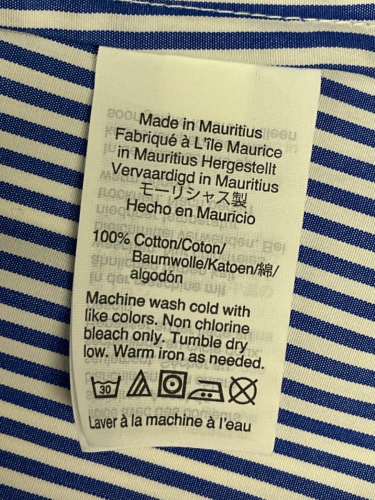 Made in Mauritius
Fabriqué à L'île Maurice
in Mauritius Hergestellt
Vervaardigd in Mauritius
モーリシャス製
Hecho en Mauricio
100% Cotton/Coton/
Baumwolle/Katoen/綿/
algodón
Machine wash cold with
like colors. Non chlorine
bleach only. Tumble dry
low. Warm iron as needed.
30
Laver à la machine à l'eau